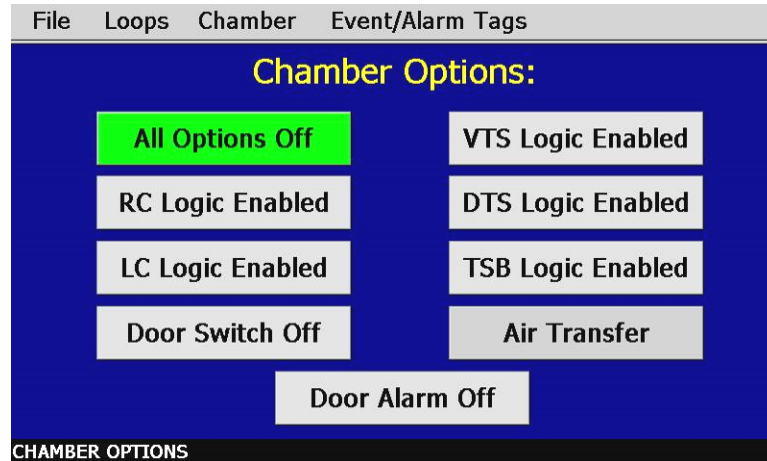 File Loops Chamber Event/Alarm Tags
Chamber Options:
All Options Off VTS Logic Enabled
RC Logic Enabled DTS Logic Enabled
LC Logic Enabled TSB Logic Enabled
Door Switch Off Air Transfer
Door Alarm Off
CHAMBER OPTIONS